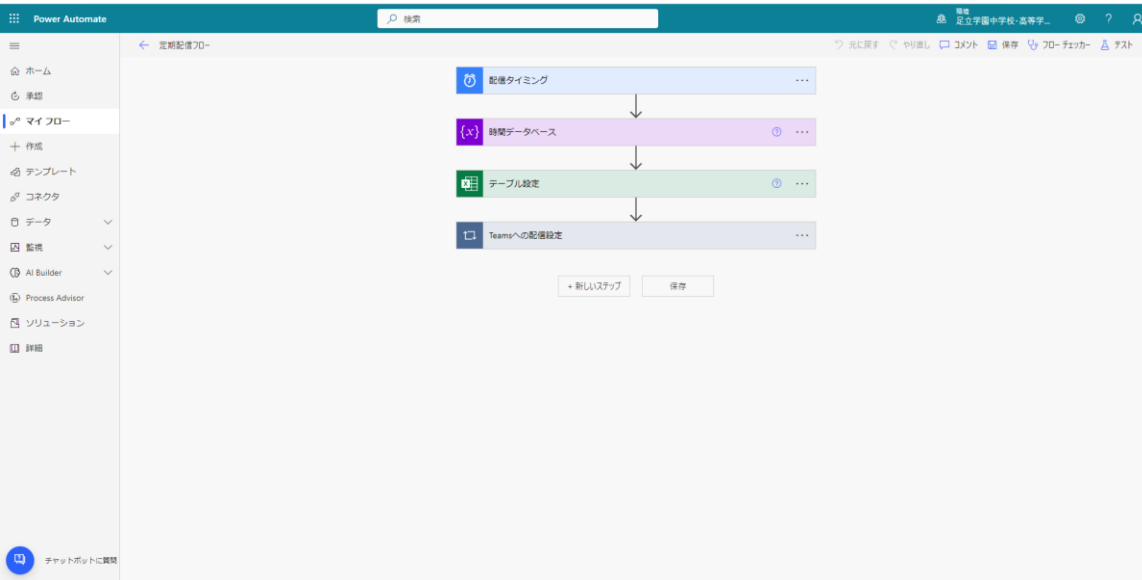 Power Automate
検索
環境
足立学園中学校・高等学...
?
定期配信フロー
元に戻す
やり直し
コメント
保存
フロー チェッカー
テスト
ホーム
承認
マイ フロー
作成
テンプレート
コネクタ
データ
監視
AI Builder
Process Advisor
ソリューション
詳細
配信タイミング
...
{x} 時間データベース
? ...
テーブル設定
? ...
Teamsへの配信設定
...
+ 新しいステップ
保存
チャットボットに質問